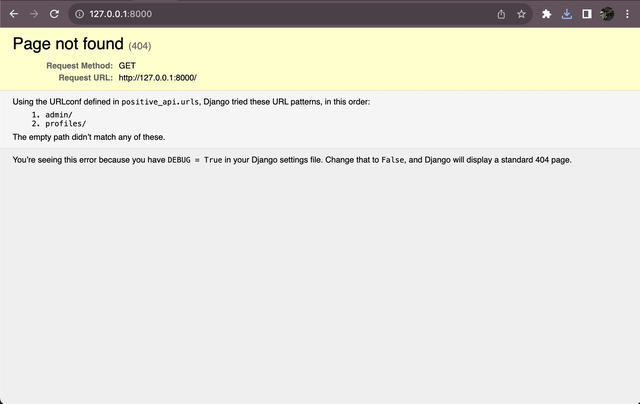 127.0.0.1:8000
Page not found (404)
Request Method: GET
Request URL: http://127.0.0.1:8000/
Using the URLconf defined in positive_api.urls, Django tried these URL patterns, in this order:
1. admin/
2. profiles/
The empty path didn’t match any of these.
You’re seeing this error because you have DEBUG = True in your Django settings file. Change that to False, and Django will display a standard 404 page.